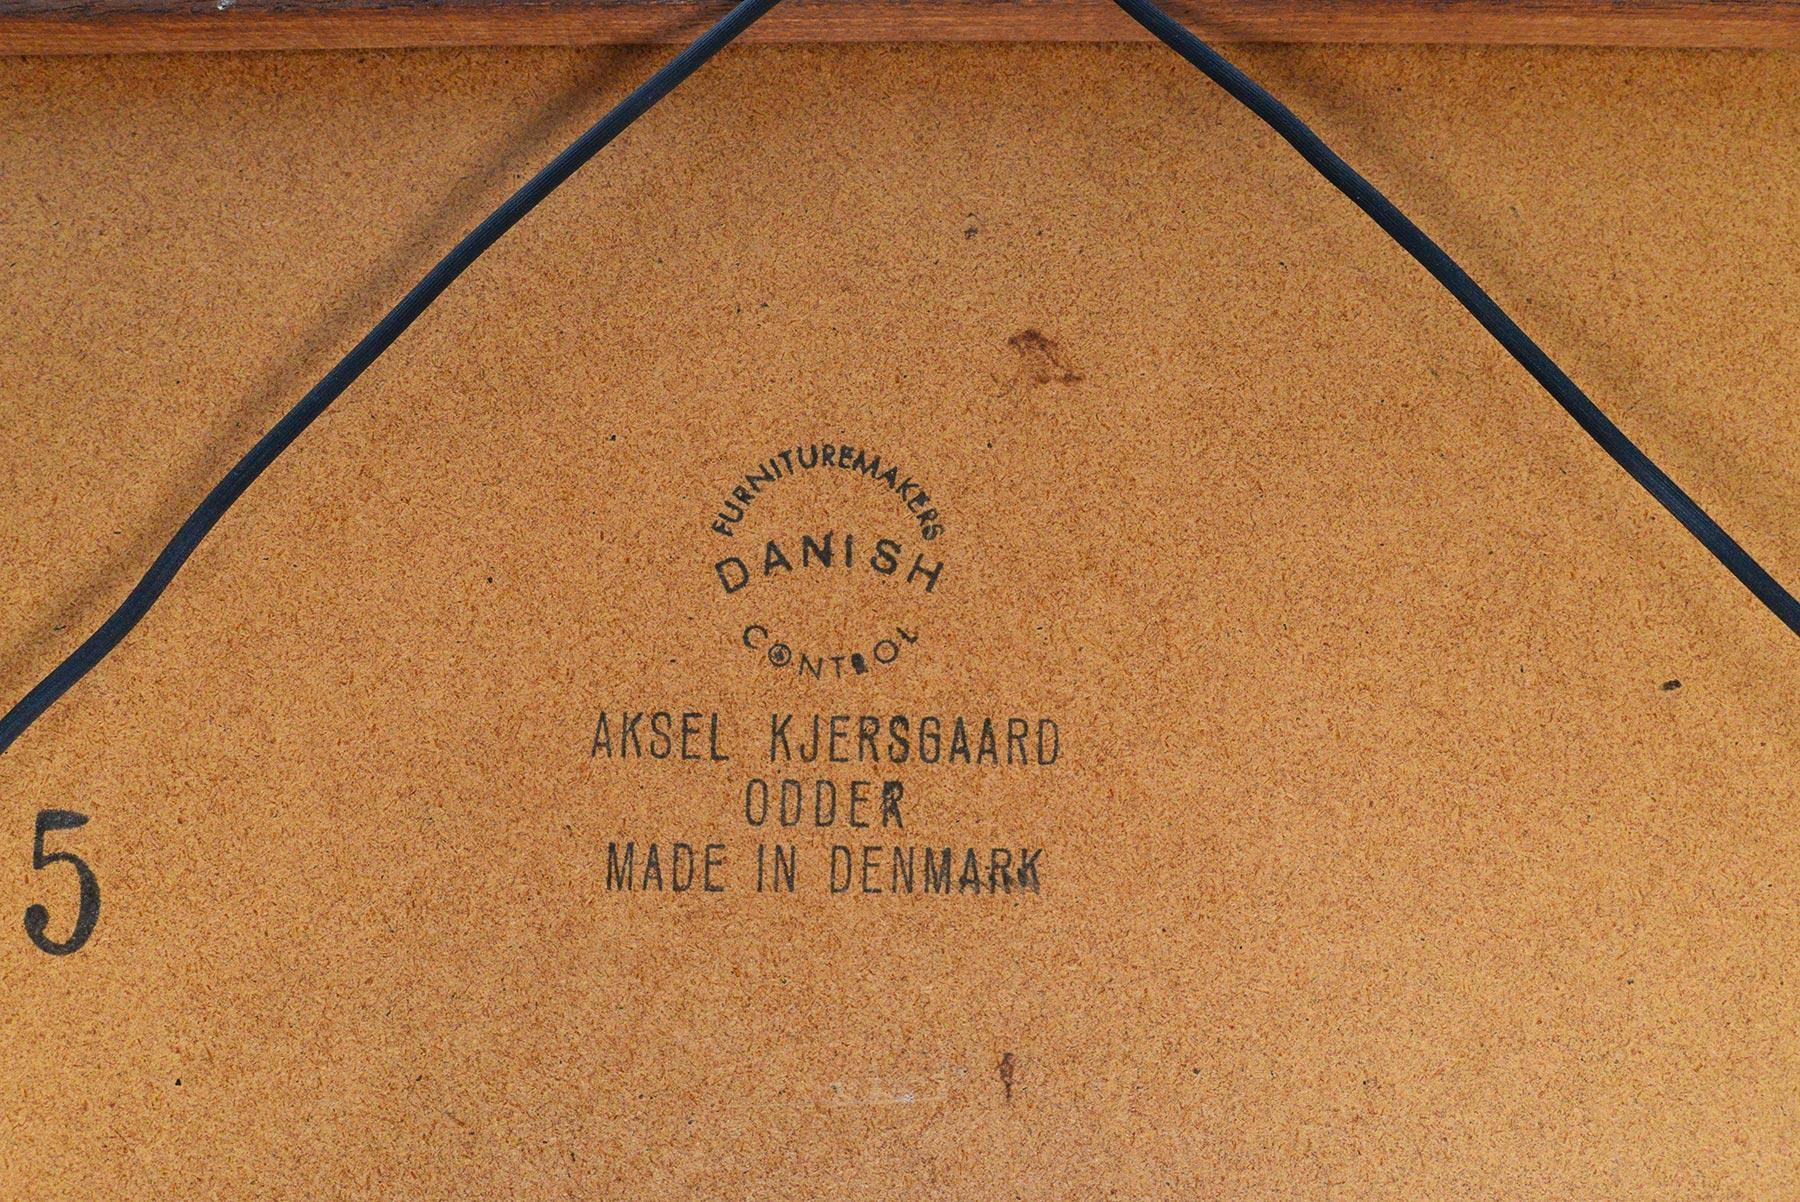 FURNITUREMAKERS
DANISH
CONTROL
AKSEL KJERSGAARD
ODDER
MADE IN DENMARK
5